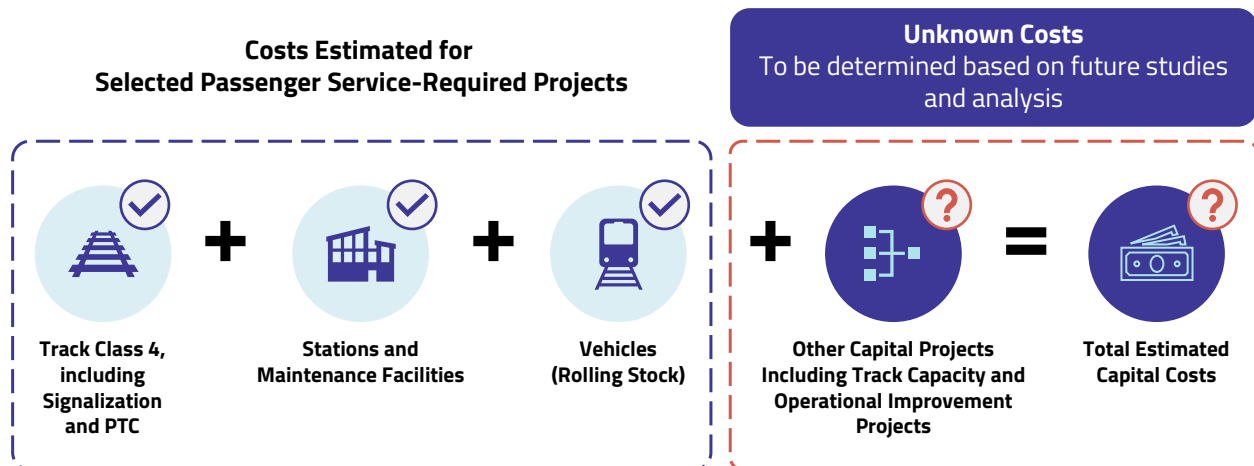 Costs Estimated for
Selected Passenger Service-Required Projects
Unknown Costs
To be determined based on future studies
and analysis
+
+
+
=
?
?
Track Class 4,
including
Signalization
and PTC
Stations and
Maintenance Facilities
Vehicles
(Rolling Stock)
Other Capital Projects
Including Track Capacity and
Operational Improvement
Projects
Total Estimated
Capital Costs